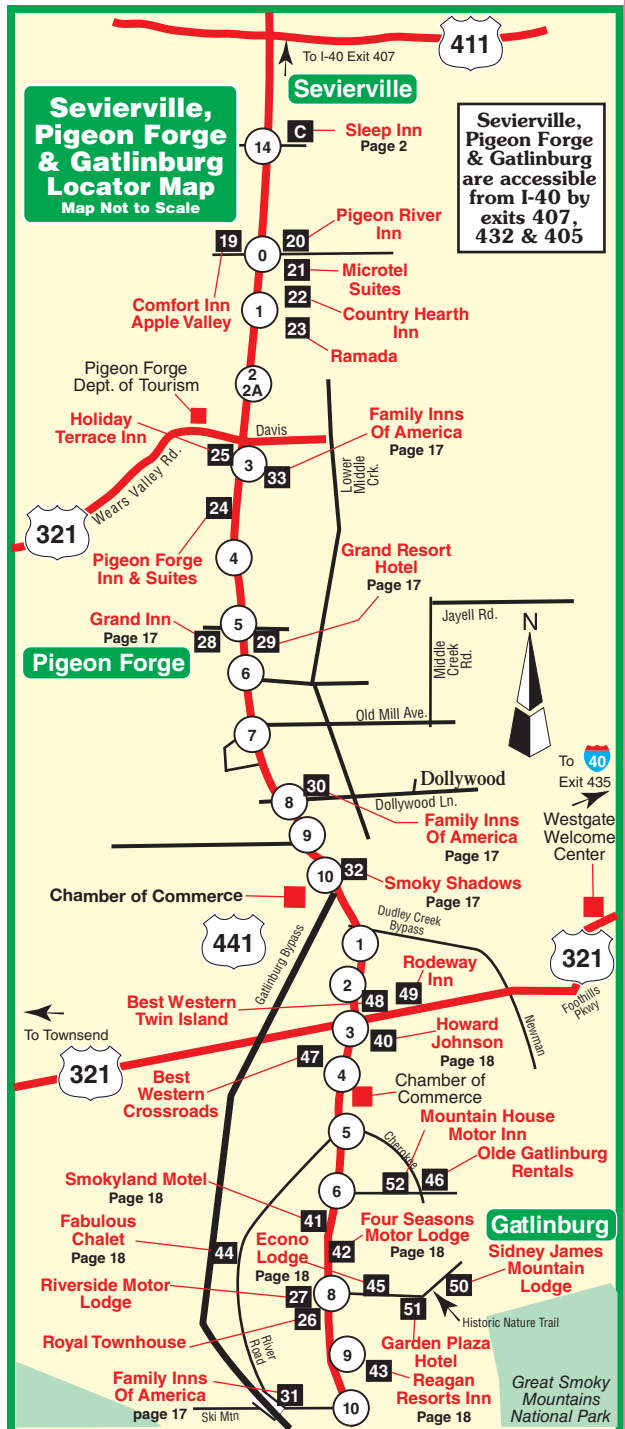 411
To I-40 Exit 407
Sevierville
Sevierville,
Pigeon Forge
& Gatlinburg
Locator Map
Map Not to Scale
Sevierville,
Pigeon Forge
& Gatlinburg
are accessible
from I-40 by
exits 407,
432 & 405
C
Sleep Inn
Page 2
14
19
20
Pigeon River
Inn
0
21
Microtel
Suites
Comfort Inn
Apple Valley
22
Country Hearth
Inn
1
23
Ramada
Pigeon Forge
Dept. of Tourism
2
2A
Holiday
Terrace Inn
Davis
Family Inns
Of America
Page 17
25
3
33
Lower
Middle
Crk.
Wears Valley Rd.
321
24
Pigeon Forge
Inn & Suites
4
Grand Resort
Hotel
Page 17
Grand Inn
Page 17
28
5
29
Jayell Rd.
N
Middle
Creek
Rd.
Pigeon Forge
6
Old Mill Ave.
7
To 40
Exit 435
Dollywood
30
8
Dollywood Ln.
Family Inns
Of America
Page 17
Westgate
Welcome
Center
9
10
32
Smoky Shadows
Page 17
Chamber of Commerce
441
Gatlinburg Bypass
Dudley Creek
Bypass
1
321
Foothills
Pkwy
Rodeway
Inn
2
48
49
Best Western
Twin Island
Newman
To Townsend
321
3
40
Howard
Johnson
Page 18
47
Best
Western
Crossroads
4
Chamber of
Commerce
5
Cherokee
Mountain House
Motor Inn
Olde Gatlinburg
Rentals
52
46
6
Smokyland Motel
Page 18
41
Fabulous
Chalet
Page 18
44
Four Seasons
Motor Lodge
Page 18
42
Gatlinburg
Econo
Lodge
Page 18
45
Sidney James
Mountain
Lodge
50
Riverside Motor
Lodge
27
8
51
Historic Nature Trail
26
Royal Townhouse
River
Road
Garden Plaza
Hotel
9
43
Reagan
Resorts Inn
Page 18
Family Inns
Of America
page 17
31
Ski Mtn
10
Great Smoky
Mountains
National Park